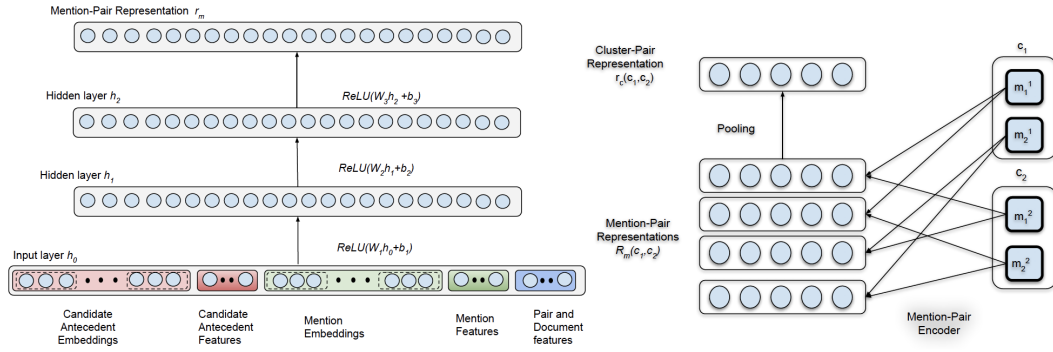 Mention-Pair Representation r_m
Hidden layer h_2
ReLU(W_3h_2 +b_3)
Hidden layer h_1
ReLU(W_2h_1+b_2)
Input layer h_0
ReLU(W_1h_0+b_1)
Candidate
Antecedent
Embeddings
Candidate
Antecedent
Features
Mention
Embeddings
Mention
Features
Pair and
Document
features
Cluster-Pair
Representation
r_c(c_1,c_2)
Pooling
Mention-Pair
Representations
R_m(c_1,c_2)
c_1
m_1^1
m_2^1
c_2
m_1^2
m_2^2
Mention-Pair
Encoder